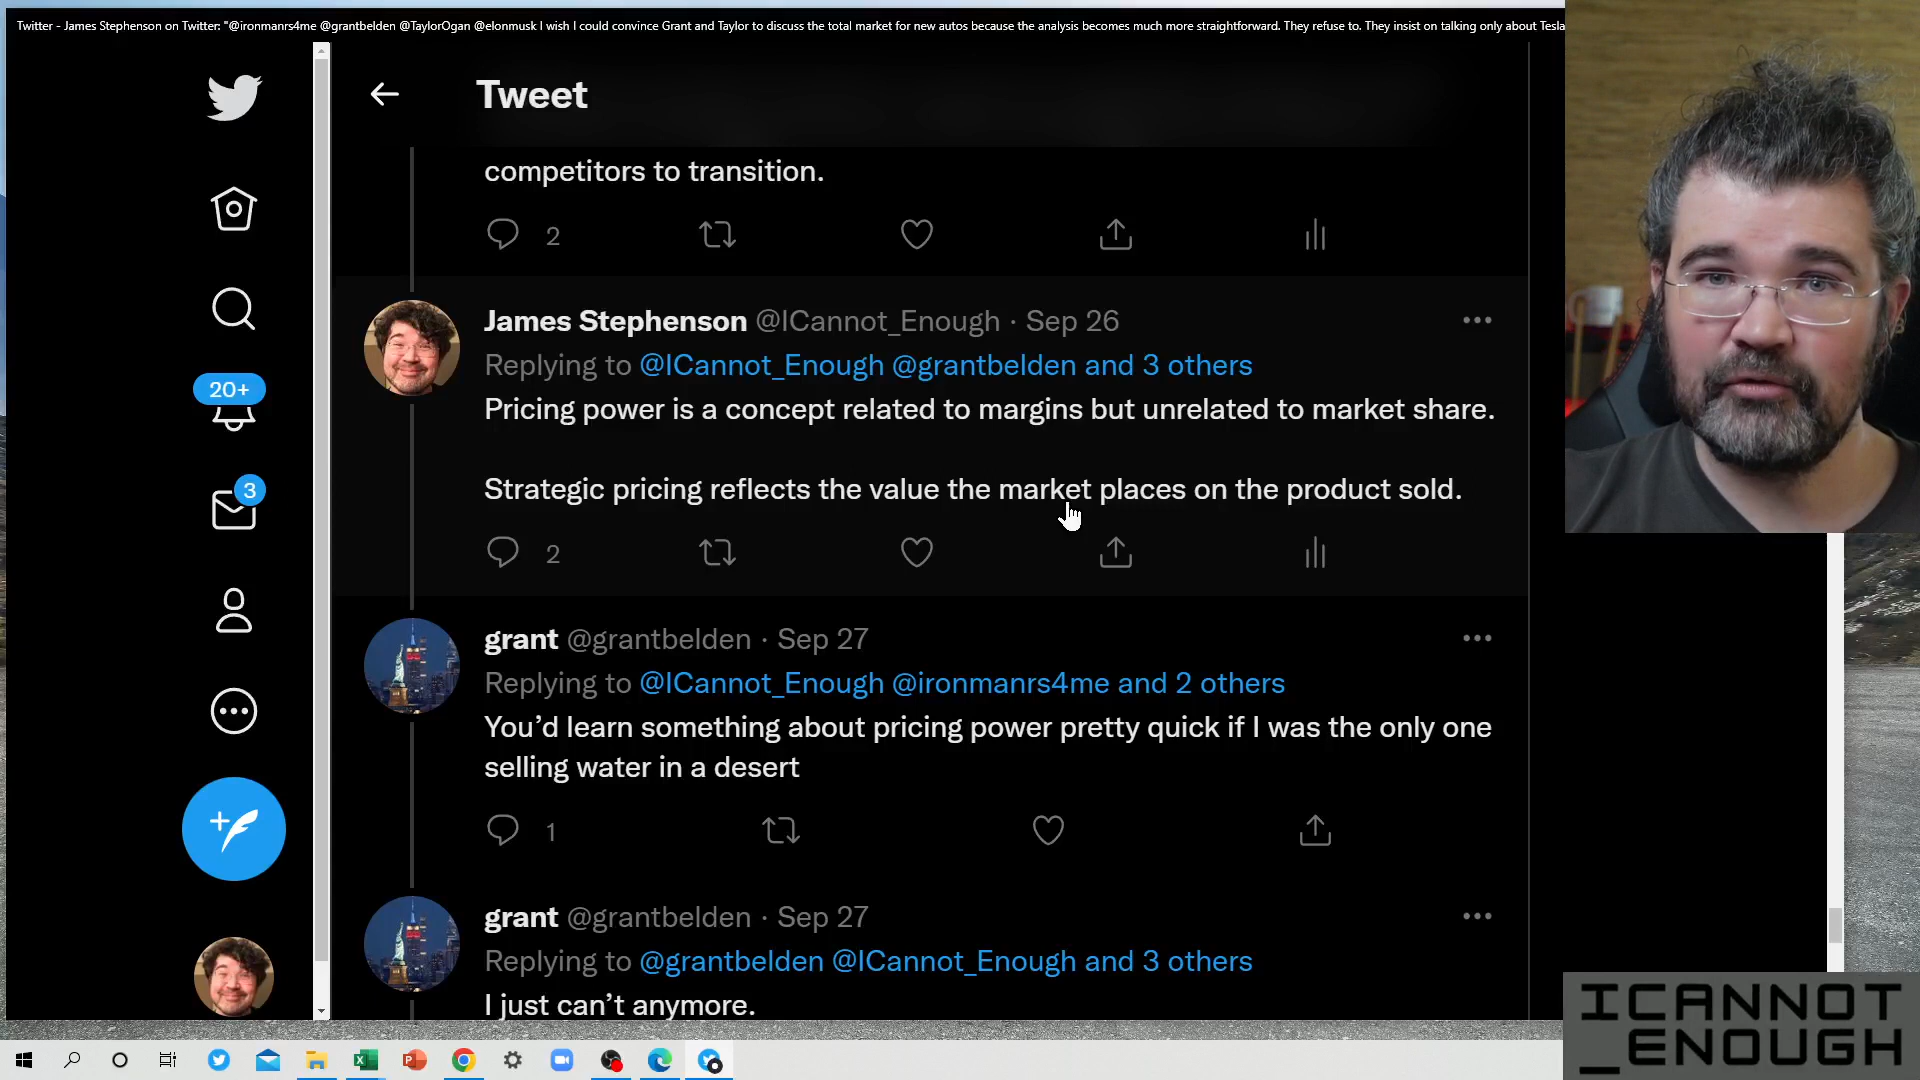 Twitter - James Stephenson on Twitter: "@ironmanrs4me @grantbelden @TaylorOgan @elonmusk I wish I could convince Grant and Taylor to discuss the total market for new autos because the analysis becomes much more straightforward. They refuse to. They insist on talking only about Tesla
Tweet
competitors to transition.
2
James Stephenson @ICannot_Enough · Sep 26
Replying to @ICannot_Enough @grantbelden and 3 others
Pricing power is a concept related to margins but unrelated to market share.
Strategic pricing reflects the value the market places on the product sold.
2
20+
3
grant @grantbelden · Sep 27
Replying to @ICannot_Enough @ironmanrs4me and 2 others
You’d learn something about pricing power pretty quick if I was the only one
selling water in a desert
1
grant @grantbelden · Sep 27
Replying to @grantbelden @ICannot_Enough and 3 others
I just can’t anymore.
ICANNOT
_ENOUGH